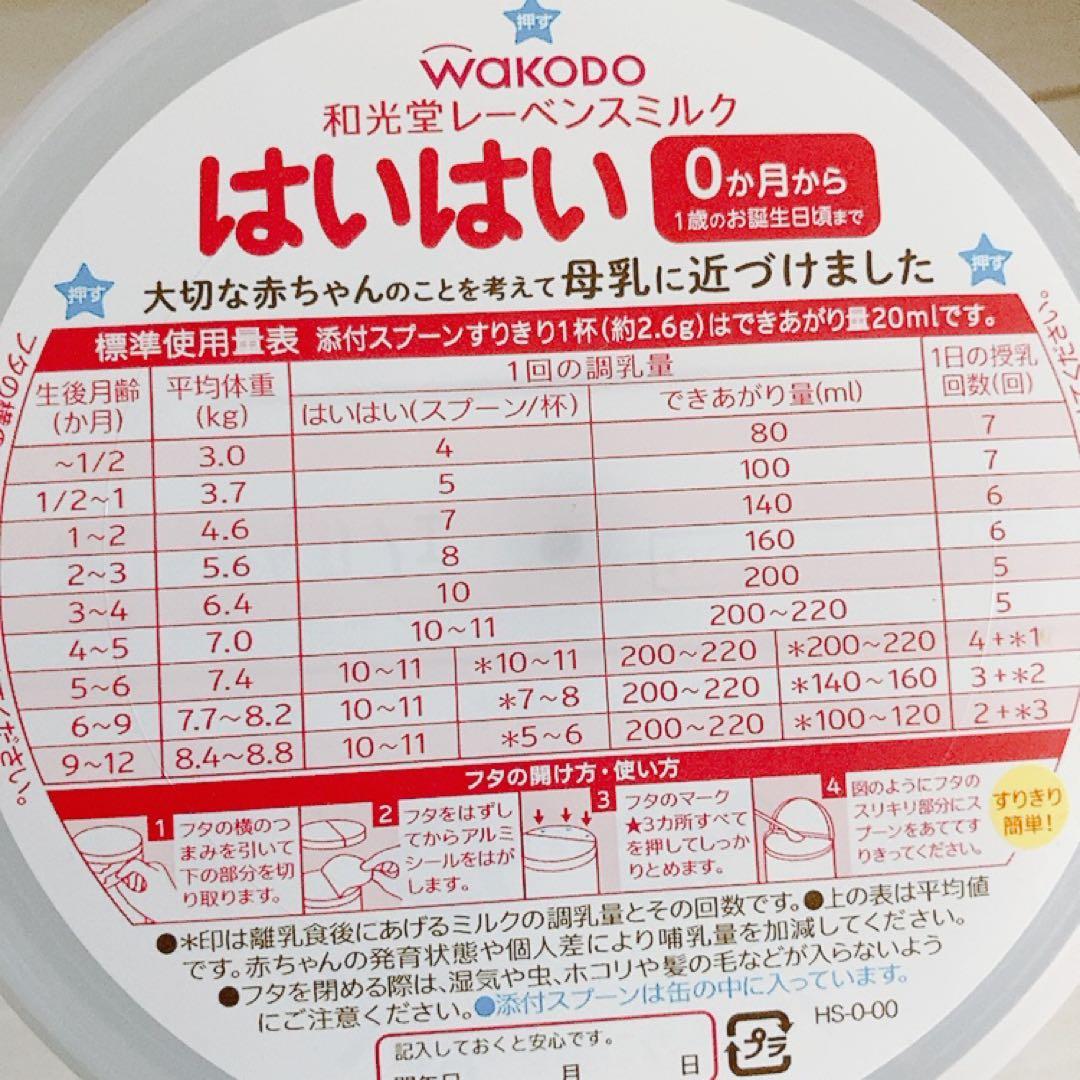 押す
WAKODO
和光堂レーベンスミルク
はいはい
0か月から
1歳のお誕生日頃まで
押す
押す
大切な赤ちゃんのことを考えて母乳に近づけました
標準使用量表 添付スプーンすりきり1杯(約2.6g)はできあがり量20mlです。
生後月齢(か月) 平均体重(kg) 1回の調乳量 1日の授乳回数(回)
はいはい(スプーン/杯) できあがり量(ml)
~1/2 3.0 4 80 7
1/2~1 3.7 5 100 7
1~2 4.6 7 140 6
2~3 5.6 8 160 6
3~4 6.4 10 200 5
4~5 7.0 10~11 200~220 5
5~6 7.4 10~11 *10~11 200~220 *200~220 4+*1
6~9 7.7~8.2 10~11 *7~8 200~220 *140~160 3+*2
9~12 8.4~8.8 10~11 *5~6 200~220 *100~120 2+*3
フタの開け方・使い方
1 フタの横のつ
まみを引いて
下の部分を切
り取ります。
2 フタをはずし
てからアルミ
シールをはが
します。
3 フタのマーク
★3カ所すべて
を押してしっか
りとめます。
4 図のようにフタの
スリキリ部分にス
プーンをあててす
りきってください。
すりきり
簡単!
●*印は離乳食後にあげるミルクの調乳量とその回数です。●上の表は平均値
です。赤ちゃんの発育状態や個人差により哺乳量を加減してください。
●フタを閉める際は、湿気や虫、ホコリや髪の毛などが入らないよう
にご注意ください。●添付スプーンは缶の中に入っています。
記入しておくと安心です。
月 日
プラ
HS-0-00